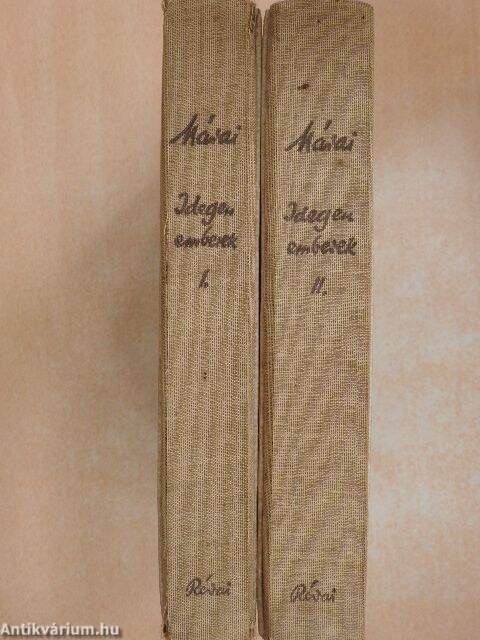 Márai
Idegen
emberek
I.
Révai
Márai
Idegen
emberek
II.
Révai
Antikvárium.hu